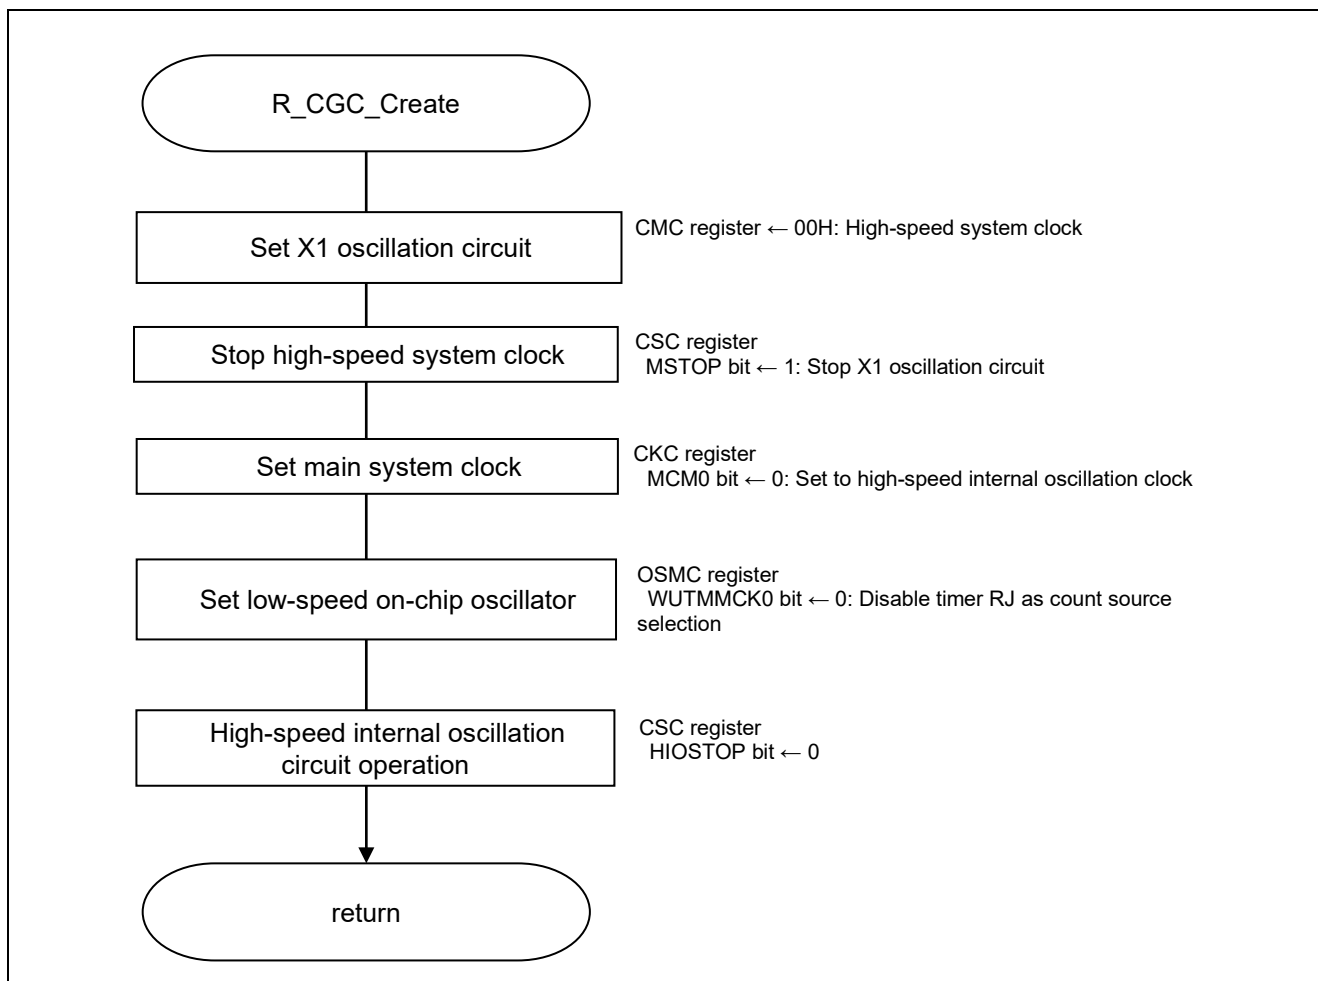 R_CGC_Create
Set X1 oscillation circuit
CMC register ← 00H: High-speed system clock
Stop high-speed system clock
CSC register
MSTOP bit ← 1: Stop X1 oscillation circuit
Set main system clock
CKC register
MCM0 bit ← 0: Set to high-speed internal oscillation clock
Set low-speed on-chip oscillator
OSMC register
WUTMMCK0 bit ← 0: Disable timer RJ as count source
selection
High-speed internal oscillation
circuit operation
CSC register
HIOSTOP bit ← 0
return